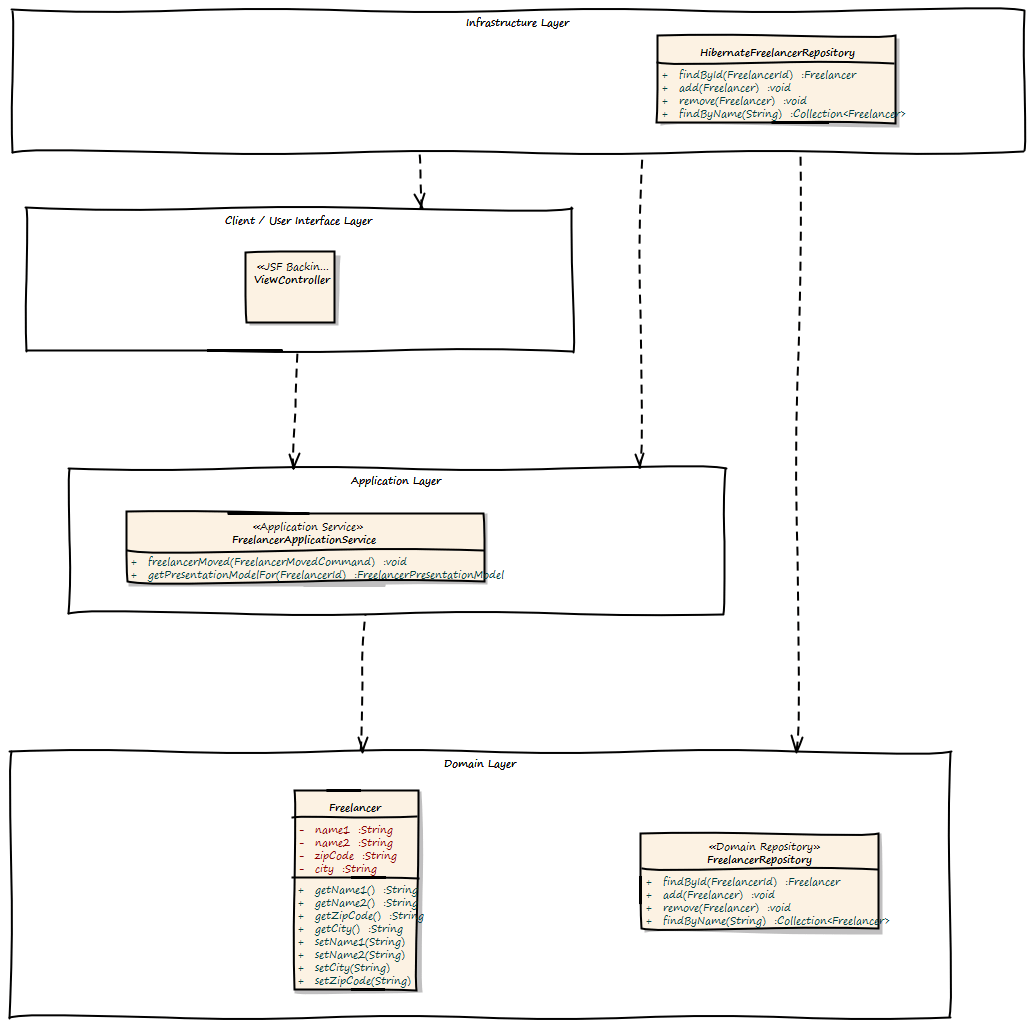 Infrastructure Layer
HibernateFreelancerRepository
+ findById(FreelancerId) :Freelancer
+ add(Freelancer) :void
+ remove(Freelancer) :void
+ findByName(String) :Collection<Freelancer>
Client / User Interface Layer
«JSF Backin...
ViewController
Application Layer
«Application Service»
FreelancerApplicationService
+ freelancerMoved(FreelancerMovedCommand) :void
+ getPresentationModelFor(FreelancerId) :FreelancerPresentationModel
Domain Layer
Freelancer
- name1 :String
- name2 :String
- zipCode :String
- city :String
+ getName1() :String
+ getName2() :String
+ getZipCode() :String
+ getCity() :String
+ setName1(String)
+ setName2(String)
+ setCity(String)
+ setZipCode(String)
«Domain Repository»
FreelancerRepository
+ findById(FreelancerId) :Freelancer
+ add(Freelancer) :void
+ remove(Freelancer) :void
+ findByName(String) :Collection<Freelancer>